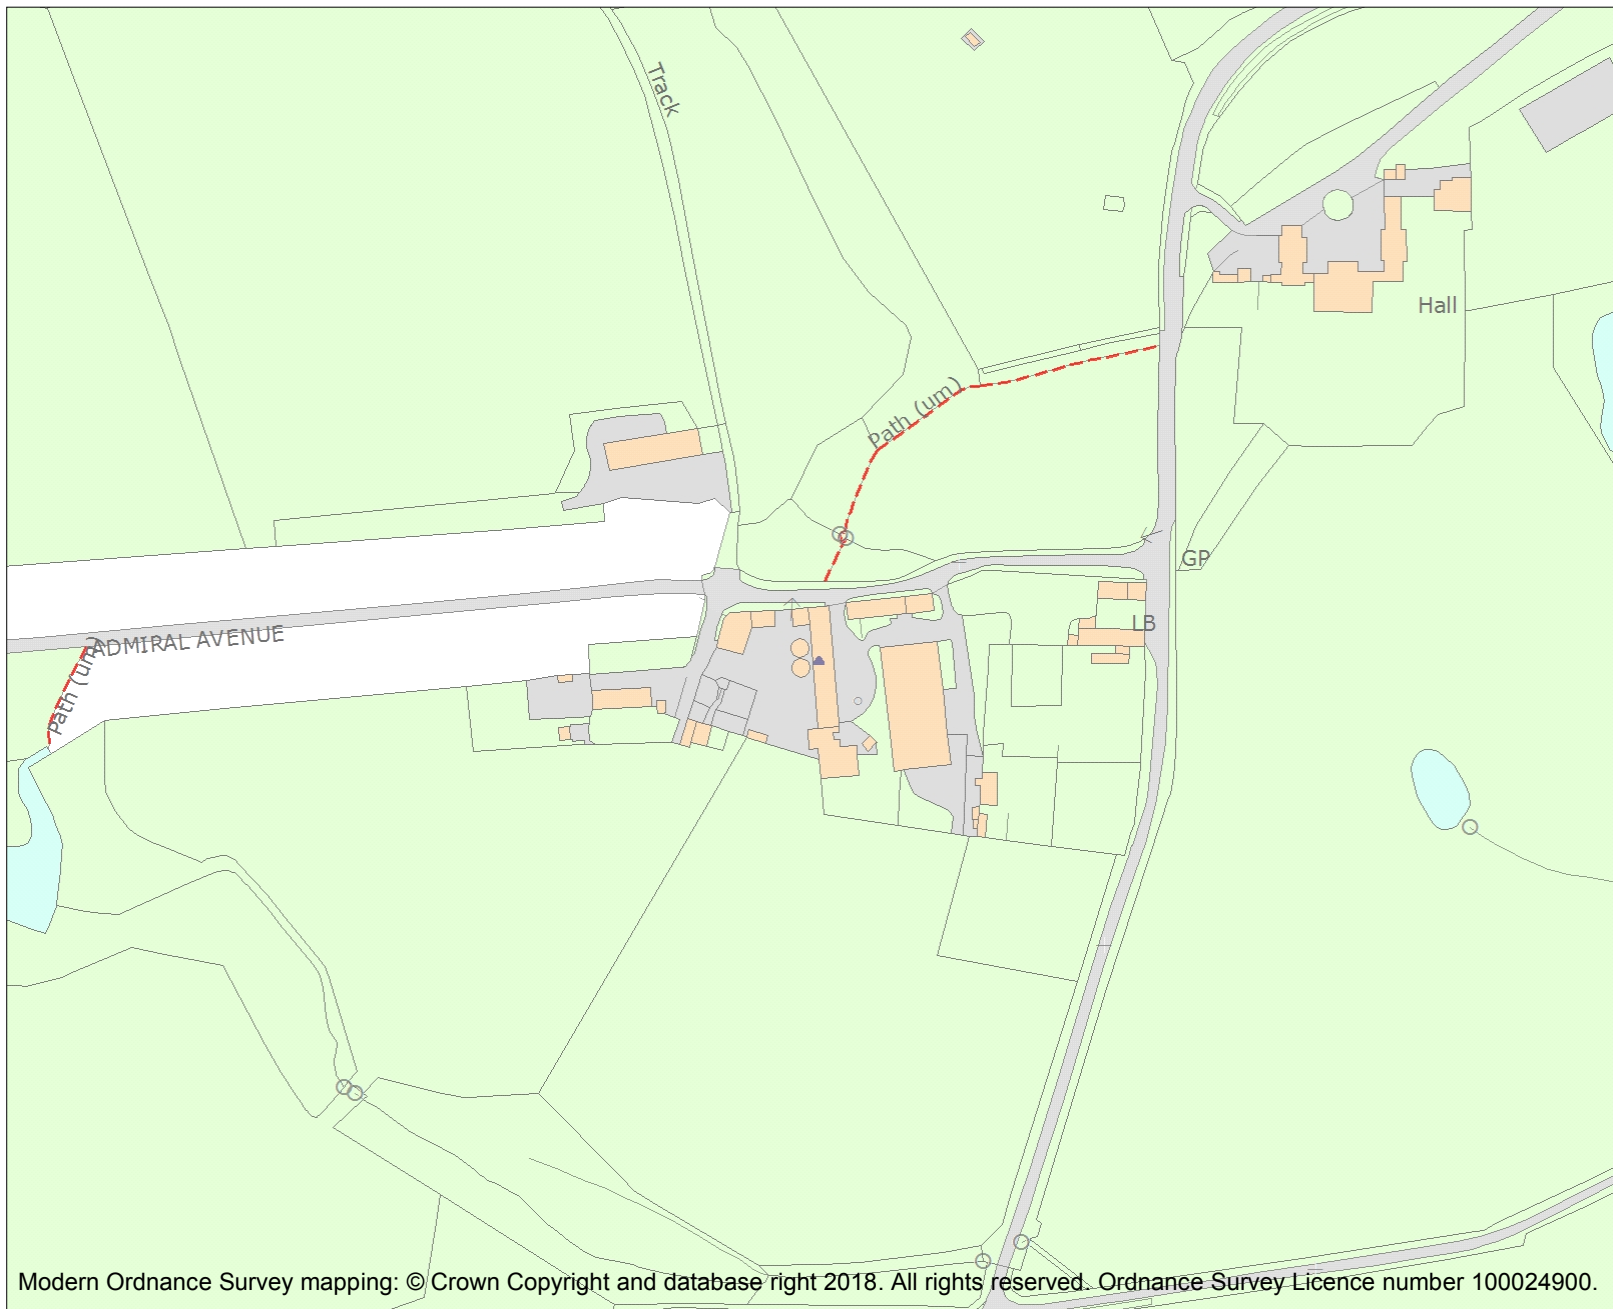 Track
Hall
Path (um)
GP
LB
ADMIRAL AVENUE
Path (um)
Modern Ordnance Survey mapping: © Crown Copyright and database right 2018. All rights reserved. Ordnance Survey Licence number 100024900.